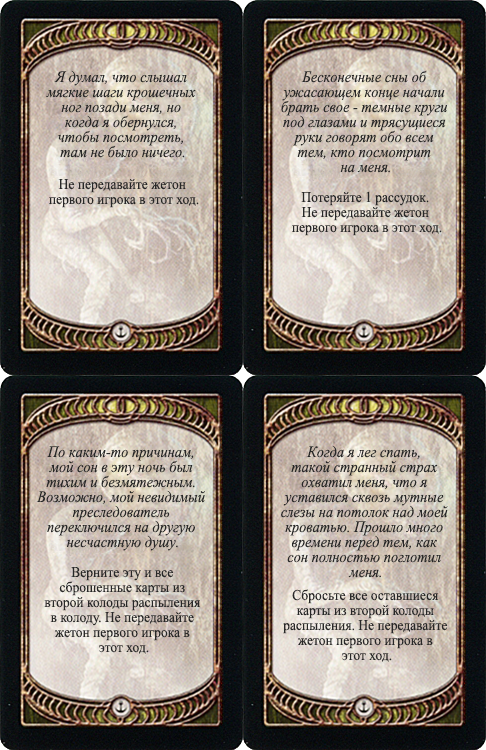 Я думал, что слышал
мягкие шаги крошечных
ног позади меня, но
когда я обернулся,
чтобы посмотреть,
там не было ничего.
Не передавайте жетон
первого игрока в этот ход.
Бесконечные сны об
ужасающем конце начали
брать свое - темные круги
под глазами и трясущиеся
руки говорят обо всем
тем, кто посмотрит
на меня.
Потеряйте 1 рассудок.
Не передавайте жетон
первого игрока в этот ход.
По каким-то причинам,
мой сон в эту ночь был
тихим и безмятежным.
Возможно, мой невидимый
преследователь
переключился на другую
несчастную душу.
Верните эту и все
сброшенные карты из
второй колоды распыления
в колоду. Не передавайте
жетон первого игрока в
этот ход.
Когда я лег спать,
такой странный страх
охватил меня, что я
уставился сквозь мутные
слезы на потолок над моей
кроватью. Прошло много
времени перед тем, как
сон полностью поглотил
меня.
Сбросьте все оставшиеся
карты из второй колоды
распыления. Не передавайте
жетон первого игрока в
этот ход.